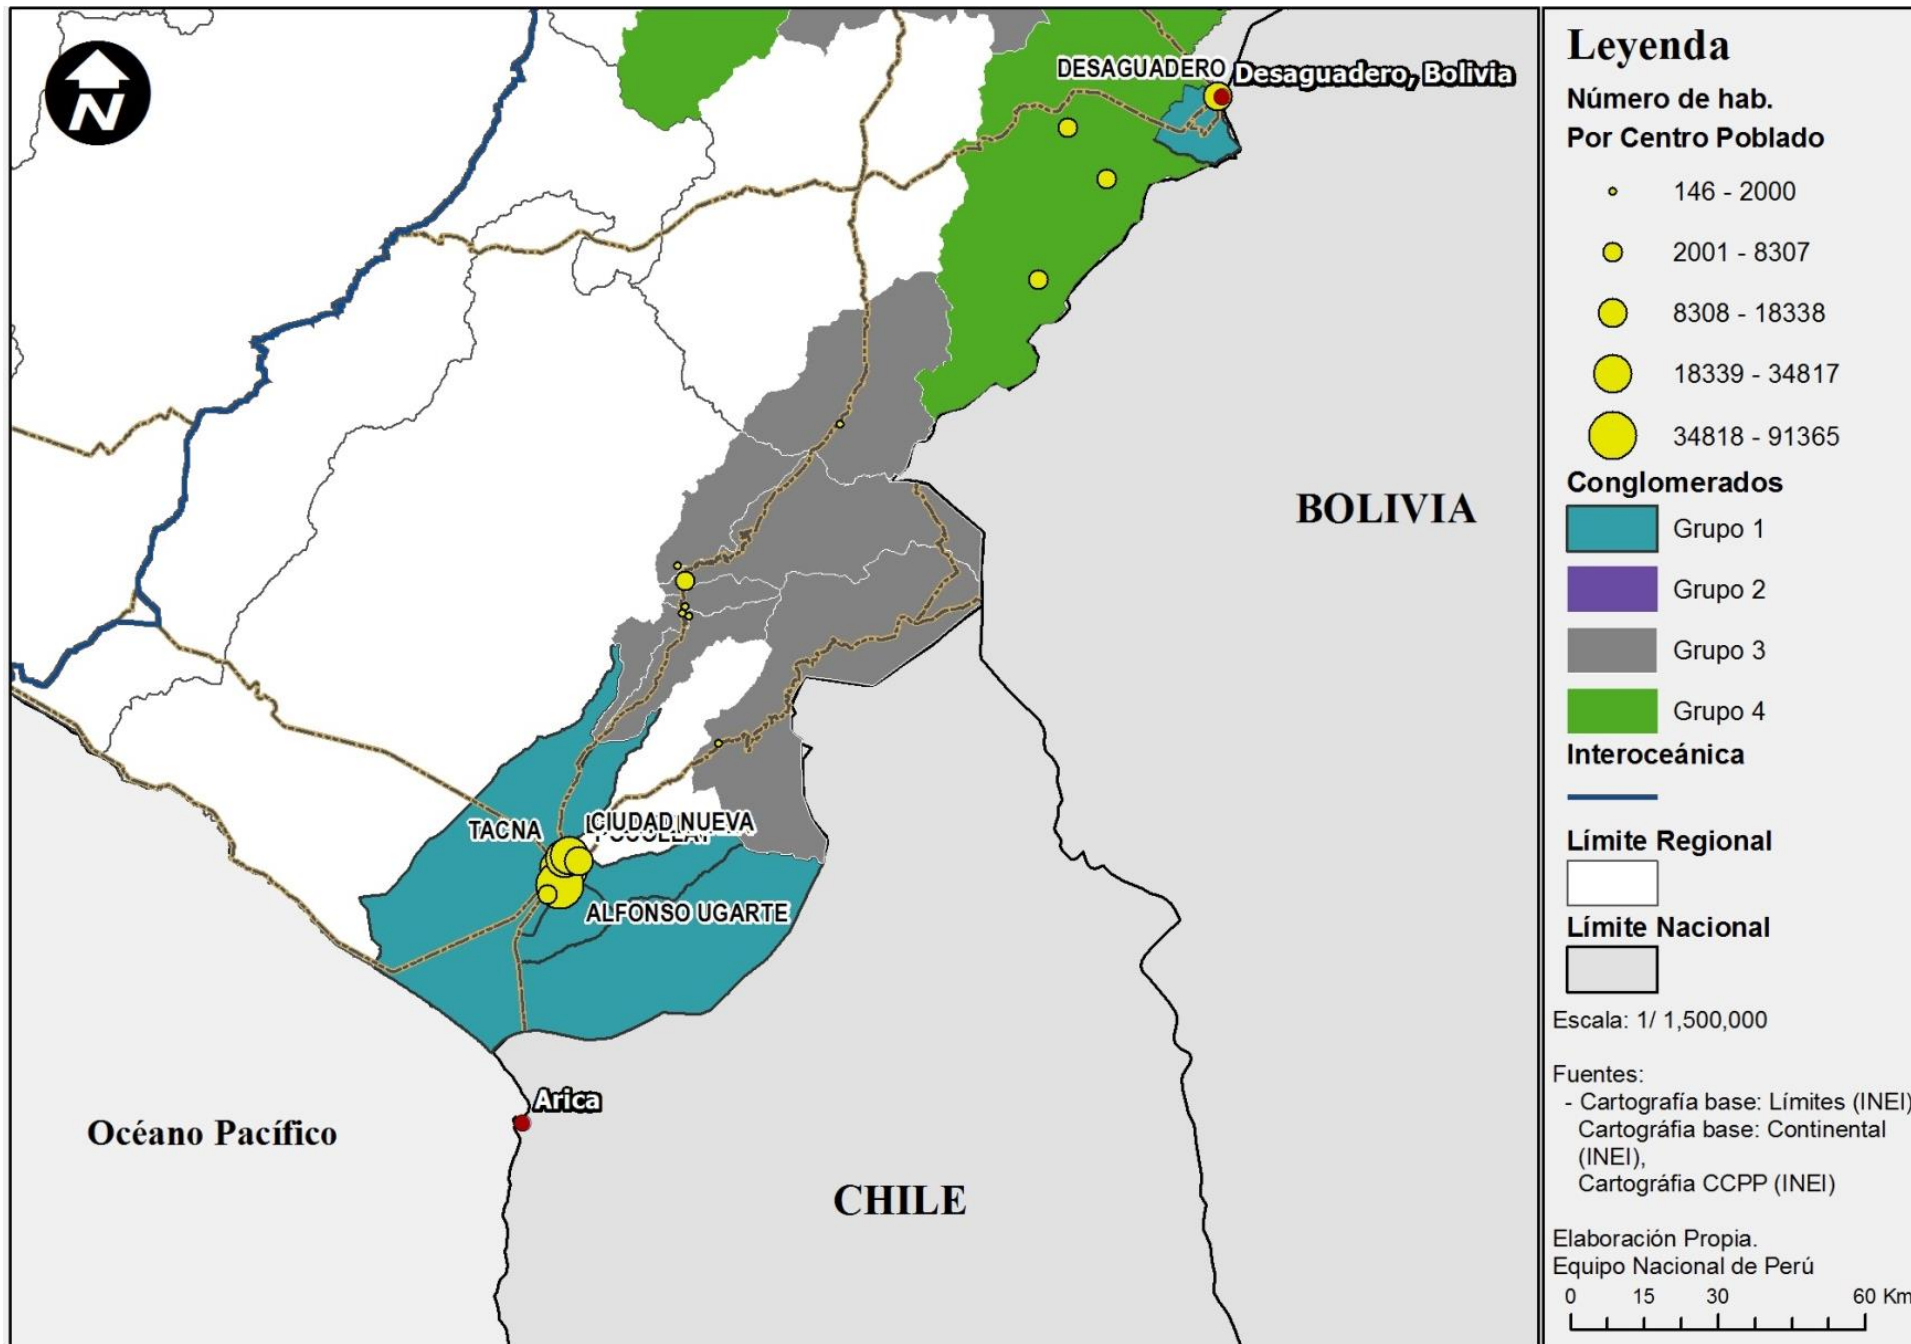 N
DESAGUADERO
Desaguadero, Bolivia
BOLIVIA
TACNA
CIUDAD NUEVA
ALFONSO UGARTE
Arica
Océano Pacífico
CHILE
Leyenda
Número de hab.
Por Centro Poblado
146 - 2000
2001 - 8307
8308 - 18338
18339 - 34817
34818 - 91365
Conglomerados
Grupo 1
Grupo 2
Grupo 3
Grupo 4
Interoceánica
Límite Regional
Límite Nacional
Escala: 1/ 1,500,000
Fuentes:
- Cartografía base: Límites (INEI)
Cartográfia base: Continental
(INEI),
Cartográfia CCPP (INEI)
Elaboración Propia.
Equipo Nacional de Perú
0 15 30 60 Km